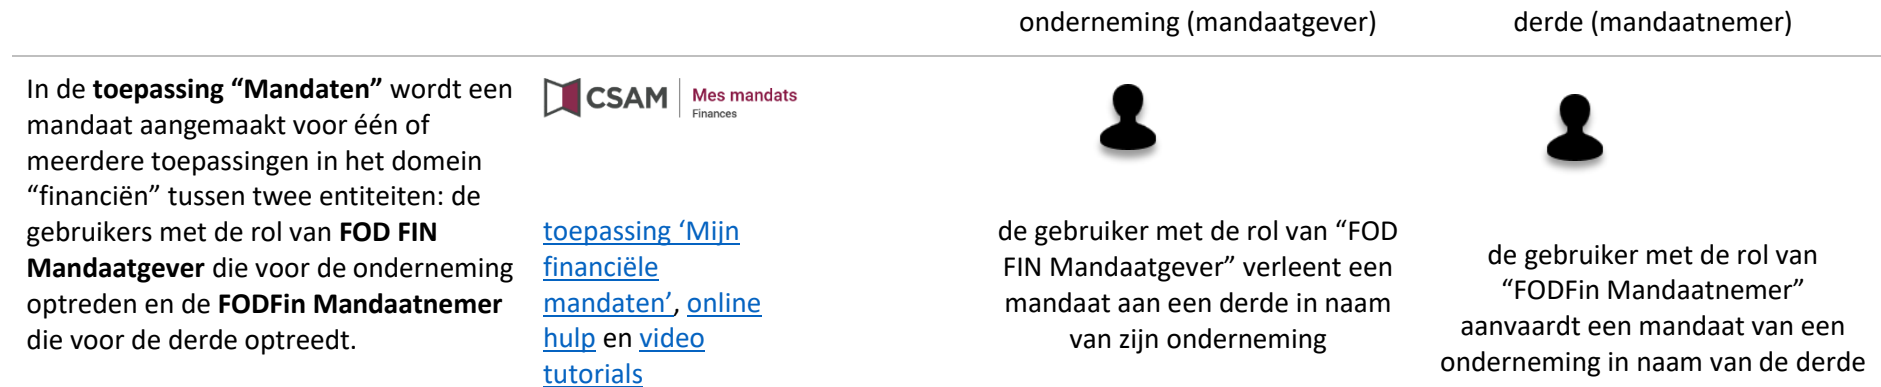 onderneming (mandaatgever)
derde (mandaatnemer)
In de toepassing “Mandaten” wordt een
mandaat aangemaakt voor één of
meerdere toepassingen in het domein
“financiën” tussen twee entiteiten: de
gebruikers met de rol van FOD FIN
Mandaatgever die voor de onderneming
optreden en de FODFin Mandaatnemer
die voor de derde optreedt.
CSAM
Mes mandats
Finances
toepassing ‘Mijn
financiële
mandaten’, online
hulp en video
tutorials
de gebruiker met de rol van “FOD
FIN Mandaatgever” verleent een
mandaat aan een derde in naam
van zijn onderneming
de gebruiker met de rol van
“FODFin Mandaatnemer”
aanvaardt een mandaat van een
onderneming in naam van de derde